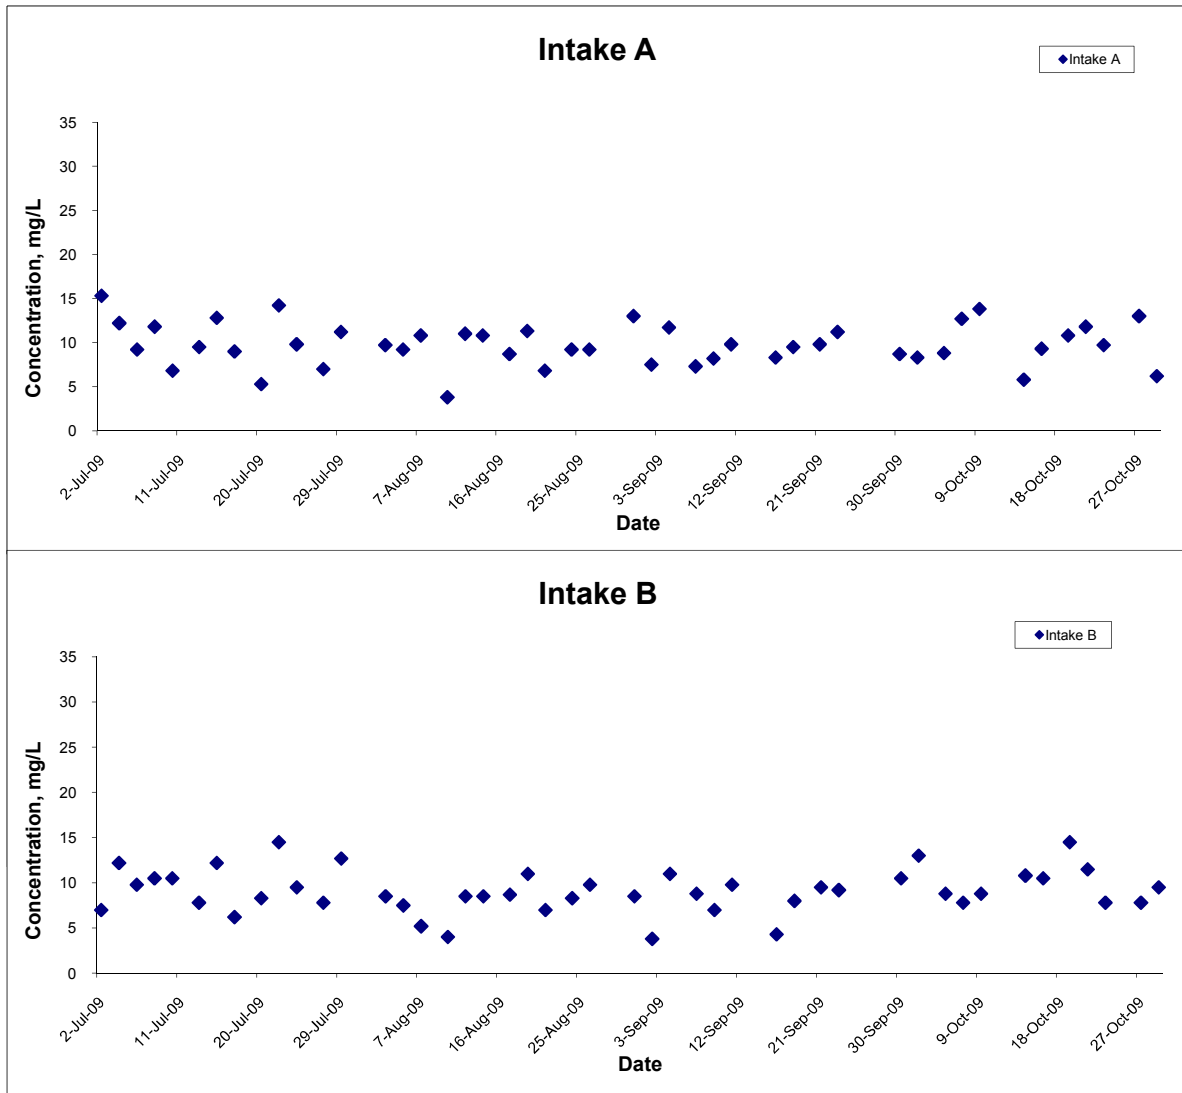 Intake A
Intake A
Concentration, mg/L
35
30
25
20
15
10
5
0
2-Jul-09
11-Jul-09
20-Jul-09
29-Jul-09
7-Aug-09
16-Aug-09
25-Aug-09
3-Sep-09
12-Sep-09
21-Sep-09
30-Sep-09
9-Oct-09
18-Oct-09
27-Oct-09
Date
Intake B
Intake B
Concentration, mg/L
35
30
25
20
15
10
5
0
2-Jul-09
11-Jul-09
20-Jul-09
29-Jul-09
7-Aug-09
16-Aug-09
25-Aug-09
3-Sep-09
12-Sep-09
21-Sep-09
30-Sep-09
9-Oct-09
18-Oct-09
27-Oct-09
Date